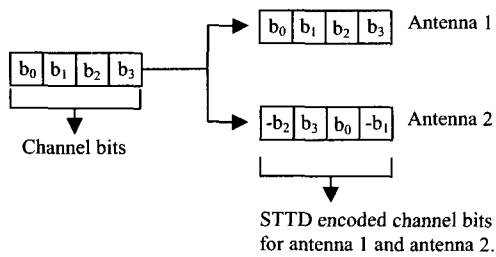 b₀ b₁ b₂ b₃ Antenna 1
b₀ b₁ b₂ b₃
-b₂ b₃ b₀ -b₁ Antenna 2
Channel bits
STTD encoded channel bits
for antenna 1 and antenna 2.